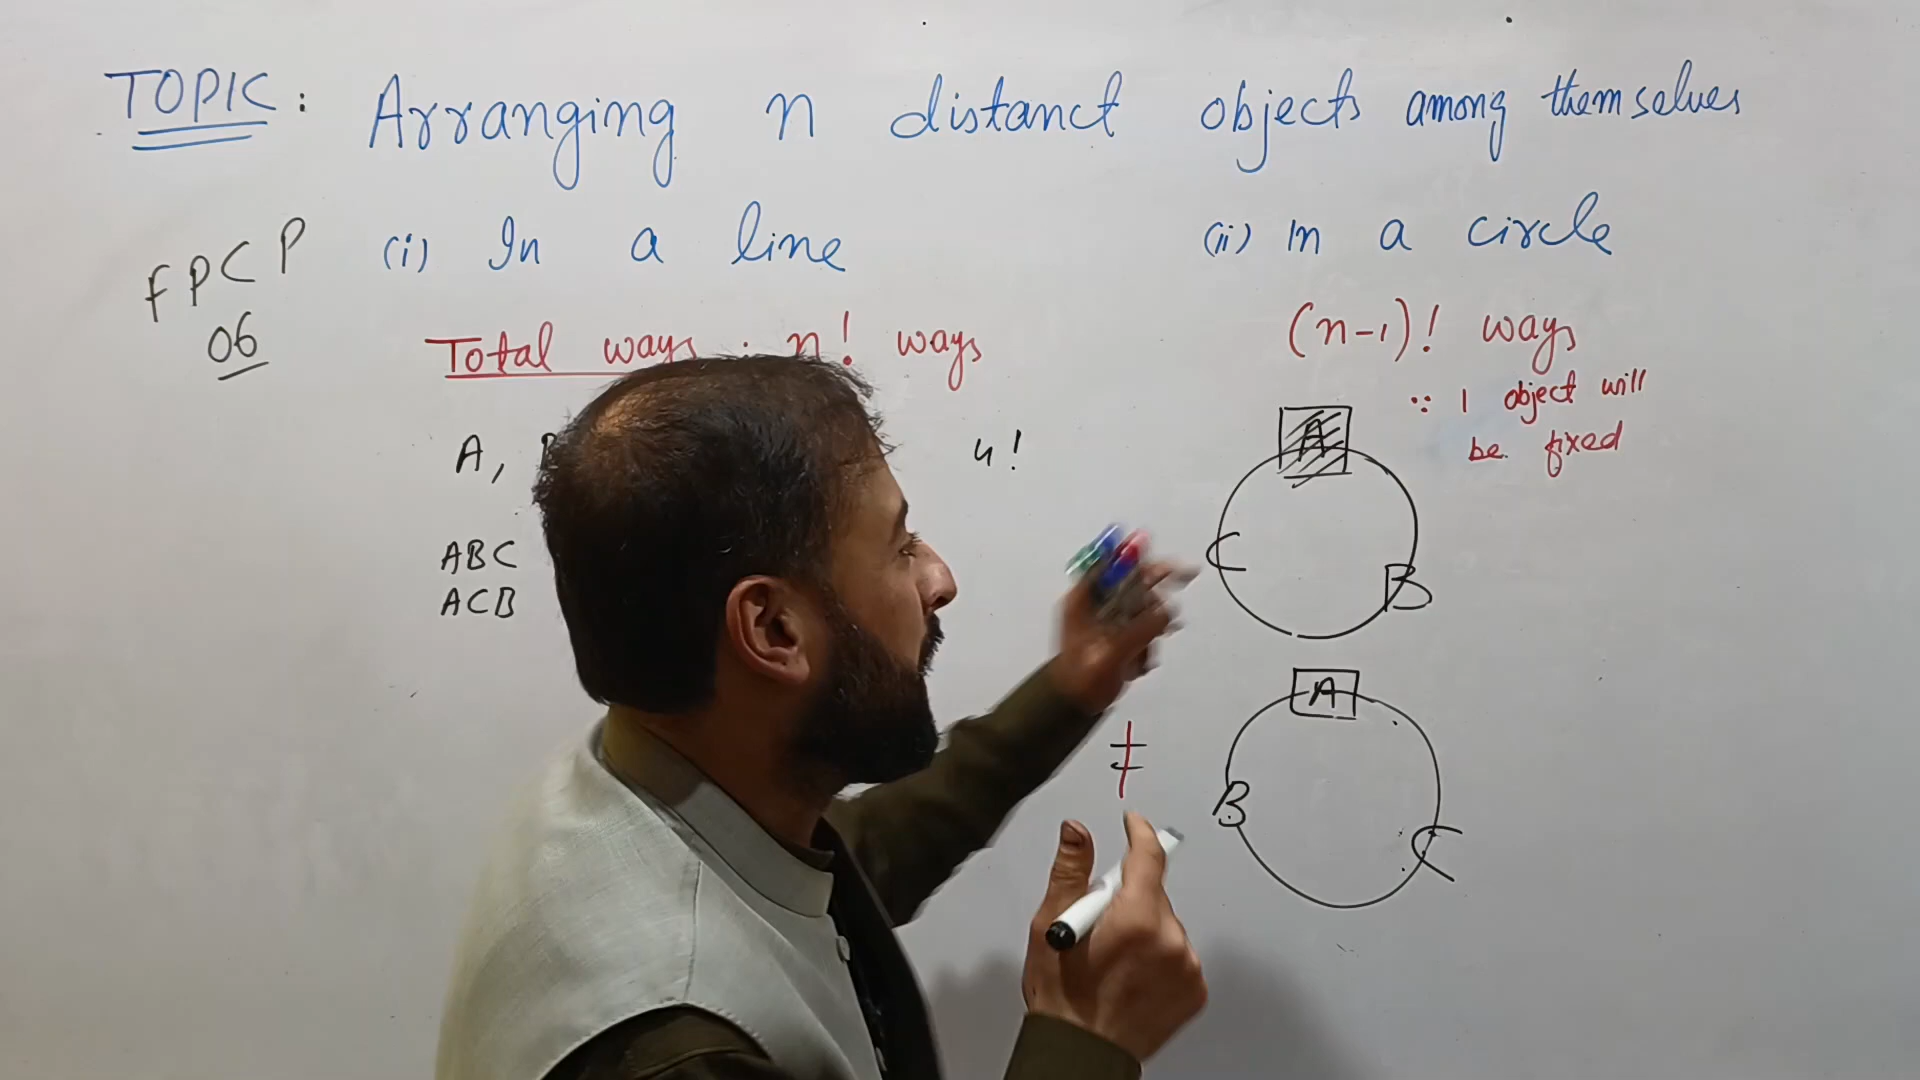 TOPIC: Arranging n distanct objects among themselves
FPCP
06
(i) In a line
Total ways : n! ways
A,
4!
ABC
ACB
(ii) In a circle
(n-1)! ways
∵ 1 object will
be fixed
A
C
B
≠
A
B
C